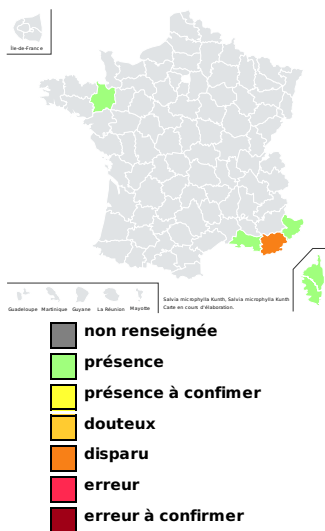 Île-de-France
Guadeloupe Martinique Guyane La Réunion Mayotte
Salvia microphylla Kunth, Salvia microphylla Kunth
Carte en cours d'élaboration.
non renseignée
présence
présence à confimer
douteux
disparu
erreur
erreur à confirmer